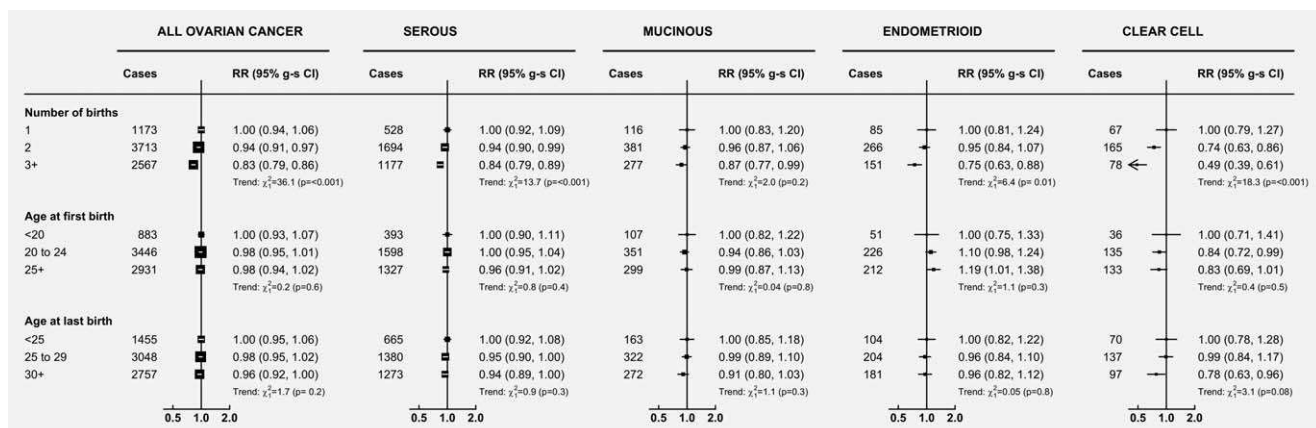 ALL OVARIAN CANCER SEROUS MUCINOUS ENDOMETRIOID CLEAR CELL
Cases RR (95% g-s CI) Cases RR (95% g-s CI) Cases RR (95% g-s CI) Cases RR (95% g-s CI) Cases RR (95% g-s CI)
Number of births
1 1173 1.00 (0.94, 1.06) 528 1.00 (0.92, 1.09) 116 1.00 (0.83, 1.20) 85 1.00 (0.81, 1.24) 67 1.00 (0.79, 1.27)
2 3713 0.94 (0.91, 0.97) 1694 0.94 (0.90, 0.99) 381 0.96 (0.87, 1.06) 266 0.95 (0.84, 1.07) 165 0.74 (0.63, 0.86)
3+ 2567 0.83 (0.79, 0.86) 1177 0.84 (0.79, 0.89) 277 0.87 (0.77, 0.99) 151 0.75 (0.63, 0.88) 78 0.49 (0.39, 0.61)
Trend: χ²₁=36.1 (p=<0.001) Trend: χ²₁=13.7 (p=<0.001) Trend: χ²₁=2.0 (p=0.2) Trend: χ²₁=6.4 (p= 0.01) Trend: χ²₁=18.3 (p=<0.001)
Age at first birth
<20 883 1.00 (0.93, 1.07) 393 1.00 (0.90, 1.11) 107 1.00 (0.82, 1.22) 51 1.00 (0.75, 1.33) 36 1.00 (0.71, 1.41)
20 to 24 3446 0.98 (0.95, 1.01) 1598 1.00 (0.95, 1.04) 351 0.94 (0.86, 1.03) 226 1.10 (0.98, 1.24) 135 0.84 (0.72, 0.99)
25+ 2931 0.98 (0.94, 1.02) 1327 0.96 (0.91, 1.02) 299 0.99 (0.87, 1.13) 212 1.19 (1.01, 1.38) 133 0.83 (0.69, 1.01)
Trend: χ²₁=0.2 (p=0.6) Trend: χ²₁=0.8 (p=0.4) Trend: χ²₁=0.04 (p=0.8) Trend: χ²₁=1.1 (p=0.3) Trend: χ²₁=0.4 (p=0.5)
Age at last birth
<25 1455 1.00 (0.95, 1.06) 665 1.00 (0.92, 1.08) 163 1.00 (0.85, 1.18) 104 1.00 (0.82, 1.22) 70 1.00 (0.78, 1.28)
25 to 29 3048 0.98 (0.95, 1.02) 1380 0.95 (0.90, 1.00) 322 0.99 (0.89, 1.10) 204 0.96 (0.84, 1.10) 137 0.99 (0.84, 1.17)
30+ 2757 0.96 (0.92, 1.00) 1273 0.94 (0.89, 1.00) 272 0.91 (0.80, 1.03) 181 0.96 (0.82, 1.12) 97 0.78 (0.63, 0.96)
Trend: χ²₁=1.7 (p= 0.2) Trend: χ²₁=0.9 (p=0.3) Trend: χ²₁=1.1 (p=0.3) Trend: χ²₁=0.05 (p=0.8) Trend: χ²₁=3.1 (p=0.08)
0.5 1.0 2.0 0.5 1.0 2.0 0.5 1.0 2.0 0.5 1.0 2.0 0.5 1.0 2.0